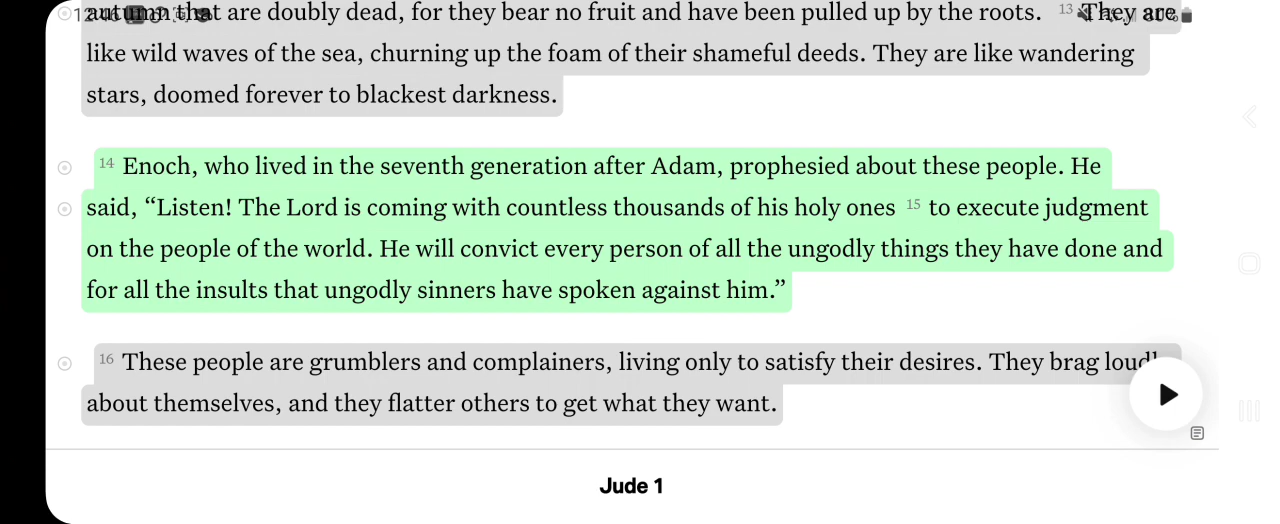 autumn that are doubly dead, for they bear no fruit and have been pulled up by the roots. 13 They are
like wild waves of the sea, churning up the foam of their shameful deeds. They are like wandering
stars, doomed forever to blackest darkness.
14 Enoch, who lived in the seventh generation after Adam, prophesied about these people. He
said, “Listen! The Lord is coming with countless thousands of his holy ones 15 to execute judgment
on the people of the world. He will convict every person of all the ungodly things they have done and
for all the insults that ungodly sinners have spoken against him.”
16 These people are grumblers and complainers, living only to satisfy their desires. They brag
about themselves, and they flatter others to get what they want.
Jude 1